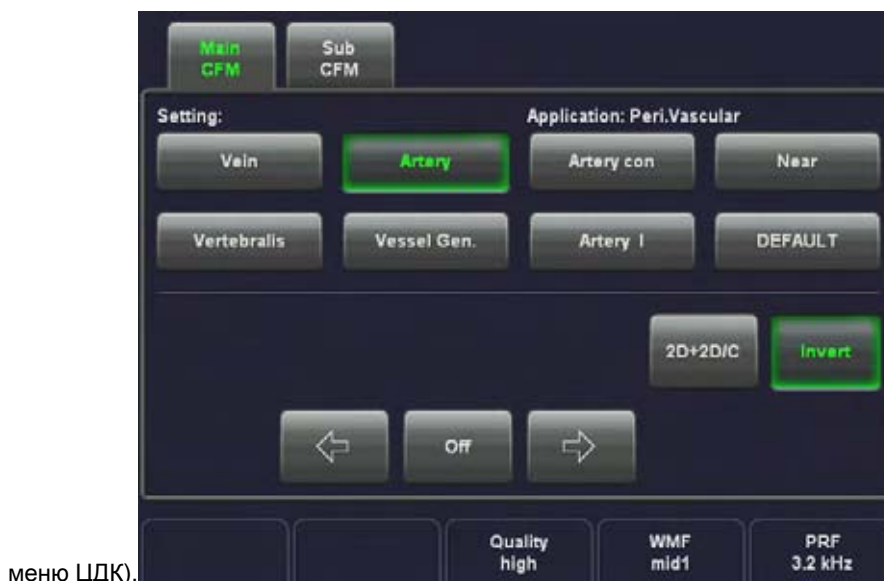 Main CFM
Sub CFM
Setting:
Application: Peri.Vascular
Vein
Artery
Artery con
Near
Vertebralis
Vessel Gen.
Artery I
DEFAULT
2D+2D/C
Invert
Off
Quality high
WMF mid1
PRF 3.2 kHz
меню ЦДК).